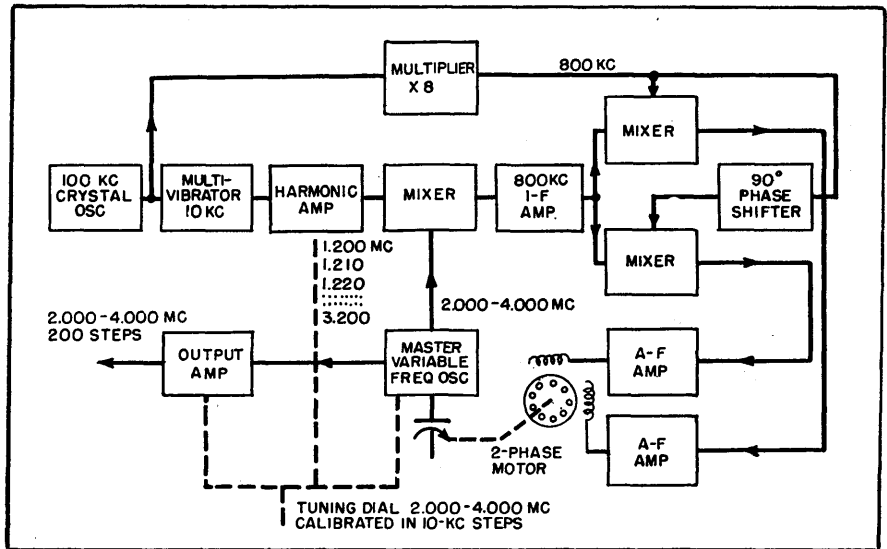 MULTIPLIER
X 8
800 KC
MIXER
100 KC
CRYSTAL
OSC
MULTI-
VIBRATOR
10 KC
HARMONIC
AMP
MIXER
800KC
I-F
AMP.
90°
PHASE
SHIFTER
MIXER
1.200 MC
1.210
1.220
........
3.200
2.000-4.000 MC
2.000-4.000 MC
200 STEPS
OUTPUT
AMP
MASTER
VARIABLE
FREQ OSC
A-F
AMP
2-PHASE
MOTOR
A-F
AMP
TUNING DIAL 2.000-4.000 MC
CALIBRATED IN 10-KC STEPS